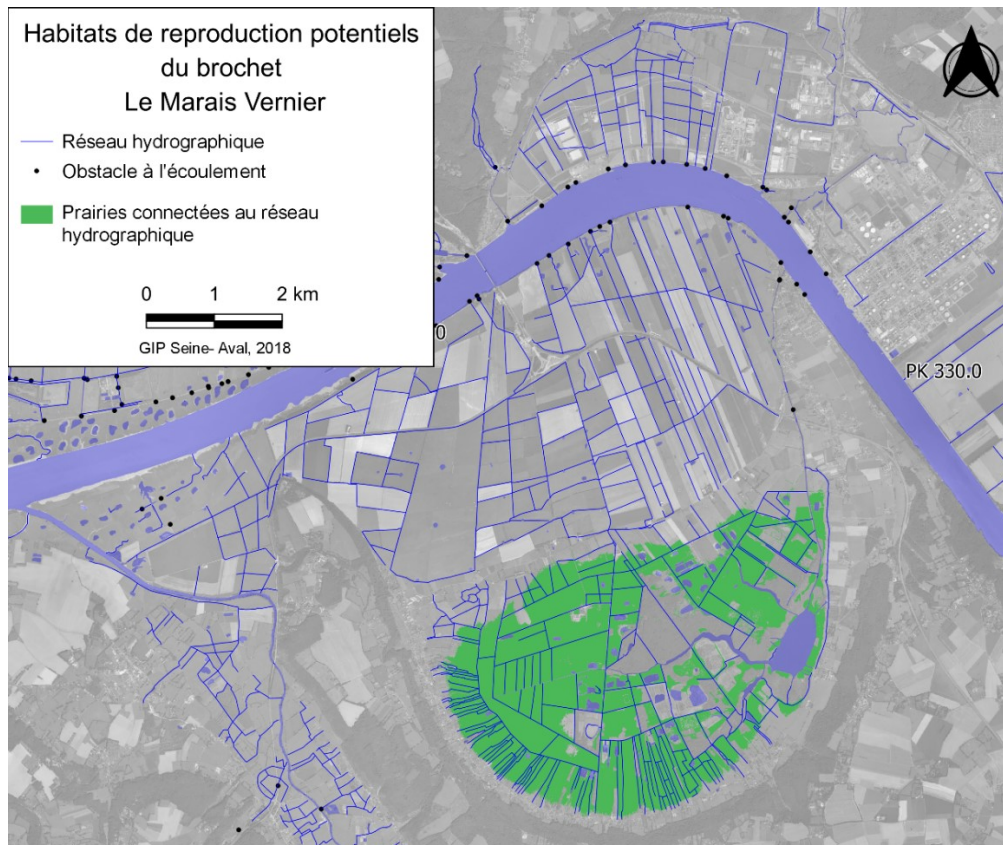 Habitats de reproduction potentiels
du brochet
Le Marais Vernier
Réseau hydrographique
Obstacle à l'écoulement
Prairies connectées au réseau
hydrographique
0 1 2 km
GIP Seine- Aval, 2018
0
PK 330.0